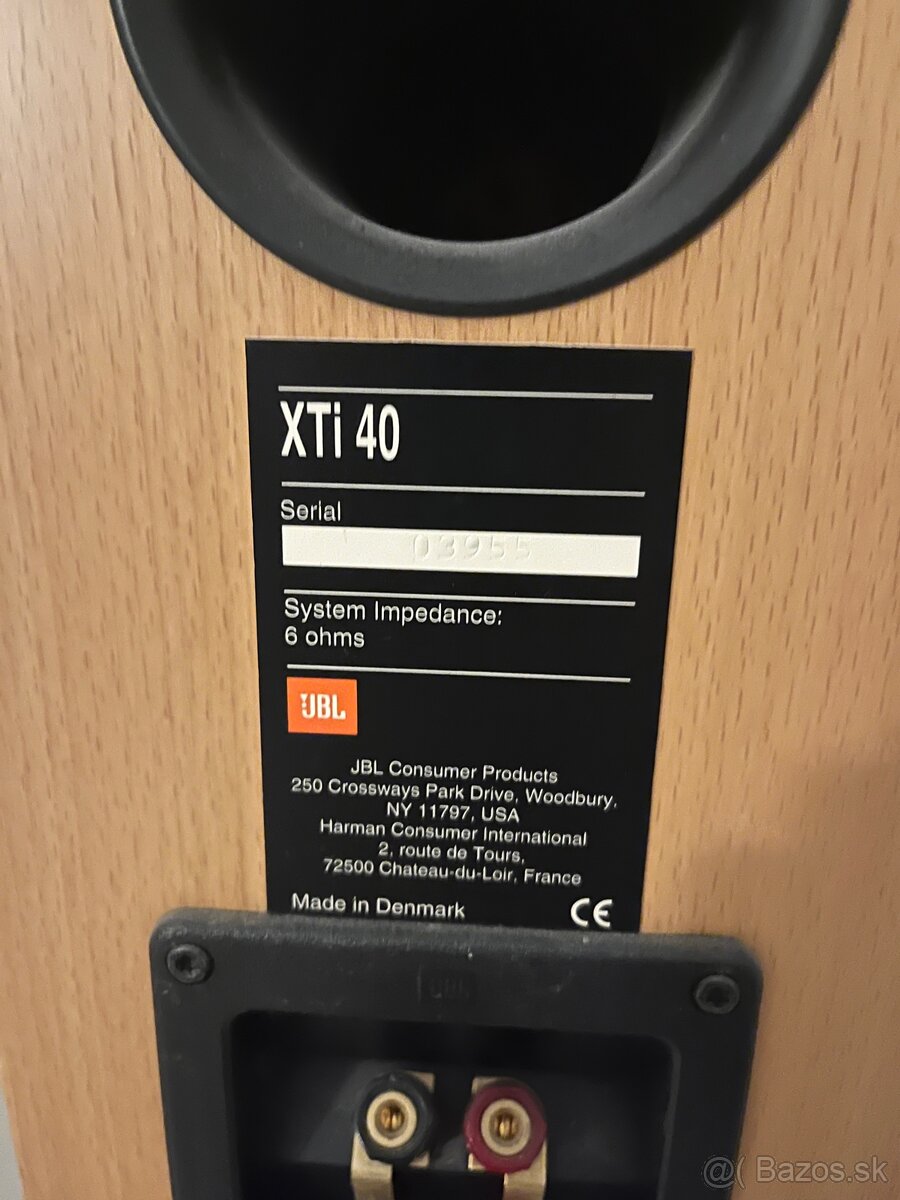 XTi 40
Serial
03955
System Impedance:
6 ohms
JBL
JBL Consumer Products
250 Crossways Park Drive, Woodbury,
NY 11797, USA
Harman Consumer International
2, route de Tours,
72500 Chateau-du-Loir, France
Made in Denmark CE
JBL
@( Bazos.sk